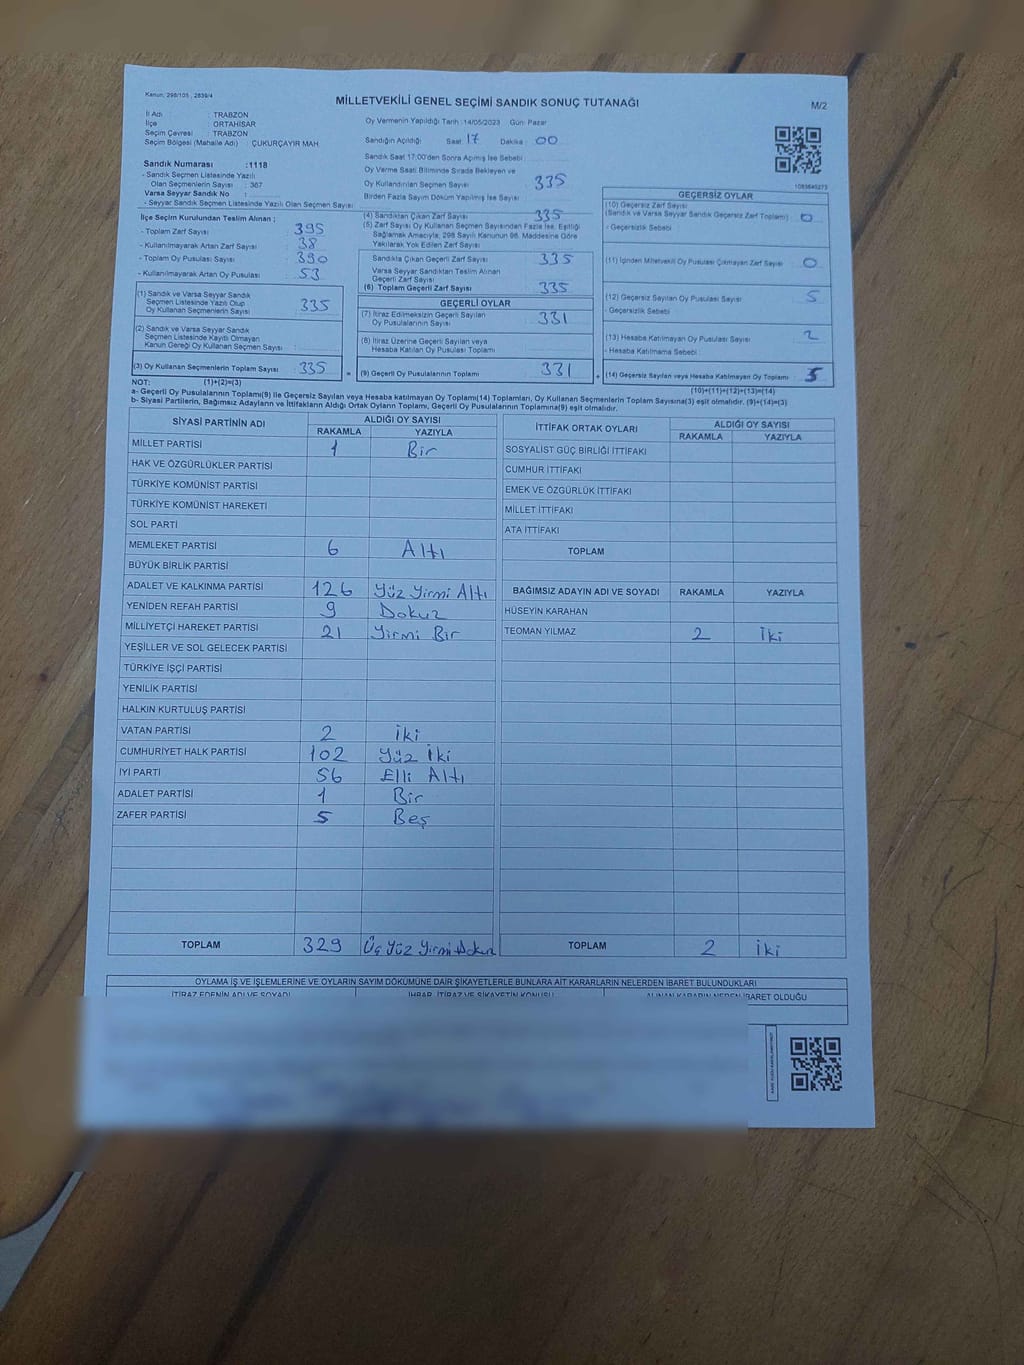 Kanun, 298/105 , 2839/4
MİLLETVEKİLİ GENEL SEÇİMİ SANDIK SONUÇ TUTANAĞI
M/2
İl Adı : TRABZON
İlçe : ORTAHİSAR
Seçim Çevresi : TRABZON
Seçim Bölgesi (Mahalle Adı) : ÇUKURÇAYIR MAH.
Sandık Numarası :1118
- Sandık Seçmen Listesinde Yazılı
Olan Seçmenlerin Sayısı : 387
Varsa Seyyar Sandık No :
- Seyyar Sandık Seçmen Listesinde Yazılı Olan Seçmen Sayısı :
Oy Vermenin Yapıldığı Tarih :14/05/2023 Gün: Pazar
Sandığın Açıldığı: Saat 17 Dakika 00
Sandık Saat 17:00'den Sonra Açmış İse Sebebi:
Oy Verme Saati Bitiminde Sırada Bekleyen ve
Oy Kullandırılan Seçmen Sayısı 335
Birden Fazla Sayım Döküm Yapılmış İse Sayısı :
1083645273
İlçe Seçim Kurulundan Teslim Alınan ;
- Toplam Zarf Sayısı : 395
- Kullanılmayarak Artan Zarf Sayısı : 38
- Toplam Oy Pusulası Sayısı : 390
- Kullanılmayarak Artan Oy Pusulası : 53
(1) Sandık ve Varsa Seyyar Sandık
Seçmen Listesinde Yazılı Olup
Oy Kullanan Seçmenlerin Sayısı : 335
(2) Sandık ve Varsa Seyyar Sandık
Seçmen Listesinde Kayıtlı Olmayan
Kanun Gereği Oy Kullanan Seçmen Sayısı :
(3) Oy Kullanan Seçmenlerin Toplam Sayısı : 335
(4) Sandıktan Çıkan Zarf Sayısı 335
(5) Zarf Sayısı Oy Kullanan Seçmen Sayısından Fazla İse, Eşitliği
Sağlamak Amacıyla, 298 Sayılı Kanunun 98. Maddesine Göre
Yakılarak Yok Edilen Zarf Sayısı
Sandıkta Çıkan Geçerli Zarf Sayısı 335
Varsa Seyyar Sandıktan Teslim Alınan
Geçerli Zarf Sayısı
(6) Toplam Geçerli Zarf Sayısı 335
GEÇERLİ OYLAR
(7) İtiraz Edilmeksizin Geçerli Sayılan
Oy Pusulalarının Sayısı : 331
(8) İtiraz Üzerine Geçerli Sayılan veya
Hesaba Katılan Oy Pusulası Toplamı
= (9) Geçerli Oy Pusulalarının Toplamı : 331
GEÇERSİZ OYLAR
(10) Geçersiz Zarf Sayısı
(Sandık ve Varsa Seyyar Sandık Geçersiz Zarf Toplamı) : 0
- Geçersizlik Sebebi :
(11) İçinden Milletvekili Oy Pusulası Çıkmayan Zarf Sayısı : 0
(12) Geçersiz Sayılan Oy Pusulası Sayısı : 5
- Geçersizlik Sebebi
(13) Hesaba Katılmayan Oy Pusulası Sayısı : 2
- Hesaba Katılmama Sebebi
+ (14) Geçersiz Sayılan veya Hesaba Katılmayan Oy Toplamı : 5
NOT: (1)+(2)=(3) (10)+(11)+(12)+(13)=(14)
a- Geçerli Oy Pusulalarının Toplamı(9) ile Geçersiz Sayılan veya Hesaba katılmayan Oy Toplamı(14) Toplamları, Oy Kullanan Seçmenlerin Toplam Sayısına(3) eşit olmalıdır. (9)+(14)=(3)
b- Siyasi Partilerin, Bağımsız Adayların ve İttifakların Aldığı Ortak Oyların Toplamı, Geçerli Oy Pusulalarının Toplamına(9) eşit olmalıdır.
SİYASİ PARTİNİN ADI ALDIĞI OY SAYISI
RAKAMLA YAZIYLA
MİLLET PARTİSİ 1 Bir
HAK VE ÖZGÜRLÜKLER PARTİSİ
TÜRKİYE KOMÜNİST PARTİSİ
TÜRKİYE KOMÜNİST HAREKETİ
SOL PARTİ
MEMLEKET PARTİSİ 6 Altı
BÜYÜK BİRLİK PARTİSİ
ADALET VE KALKINMA PARTİSİ 126 Yüz Yirmi Altı
YENİDEN REFAH PARTİSİ 9 Dokuz
MİLLİYETÇİ HAREKET PARTİSİ 21 Yirmi Bir
YEŞİLLER VE SOL GELECEK PARTİSİ
TÜRKİYE İŞÇİ PARTİSİ
YENİLİK PARTİSİ
HALKIN KURTULUŞ PARTİSİ
VATAN PARTİSİ 2 İki
CUMHURİYET HALK PARTİSİ 102 Yüz İki
İYİ PARTİ 56 Elli Altı
ADALET PARTİSİ 1 Bir
ZAFER PARTİSİ 5 Beş
TOPLAM 329 Üç Yüz Yirmi Dokuz
İTTİFAK ORTAK OYLARI ALDIĞI OY SAYISI
RAKAMLA YAZIYLA
SOSYALİST GÜÇ BİRLİĞİ İTTİFAKI
CUMHUR İTTİFAKI
EMEK VE ÖZGÜRLÜK İTTİFAKI
MİLLET İTTİFAKI
ATA İTTİFAKI
TOPLAM
BAĞIMSIZ ADAYIN ADI VE SOYADI RAKAMLA YAZIYLA
HÜSEYİN KARAHAN
TEOMAN YILMAZ 2 İki
TOPLAM 2 İki
OYLAMA İŞ VE İŞLEMLERİNE VE OYLARIN SAYIM DÖKÜMÜNE DAİR ŞİKAYETLERLE BUNLARA AİT KARARLARIN NELERDEN İBARET BULUNDUKLARI
İTİRAZ EDENİN ADI VE SOYADI İHBAR, İTİRAZ VE ŞİKAYETİN KONUSU ALINAN KARARIN NEDEN İBARET OLDUĞU